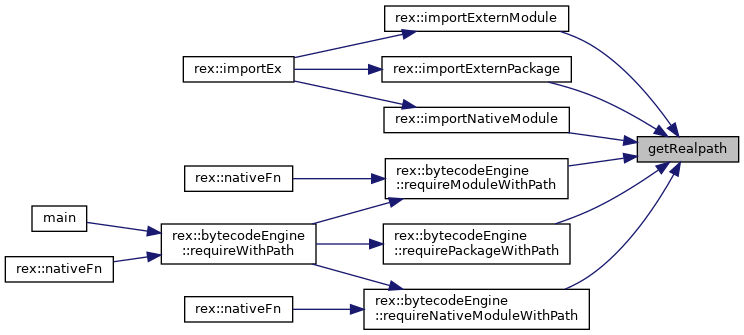 rex::importExternModule
rex::importEx
rex::importExternPackage
rex::importNativeModule
getRealpath
rex::nativeFn
rex::bytecodeEngine
::requireModuleWithPath
main
rex::bytecodeEngine
::requireWithPath
rex::bytecodeEngine
::requirePackageWithPath
rex::nativeFn
rex::nativeFn
rex::bytecodeEngine
::requireNativeModuleWithPath